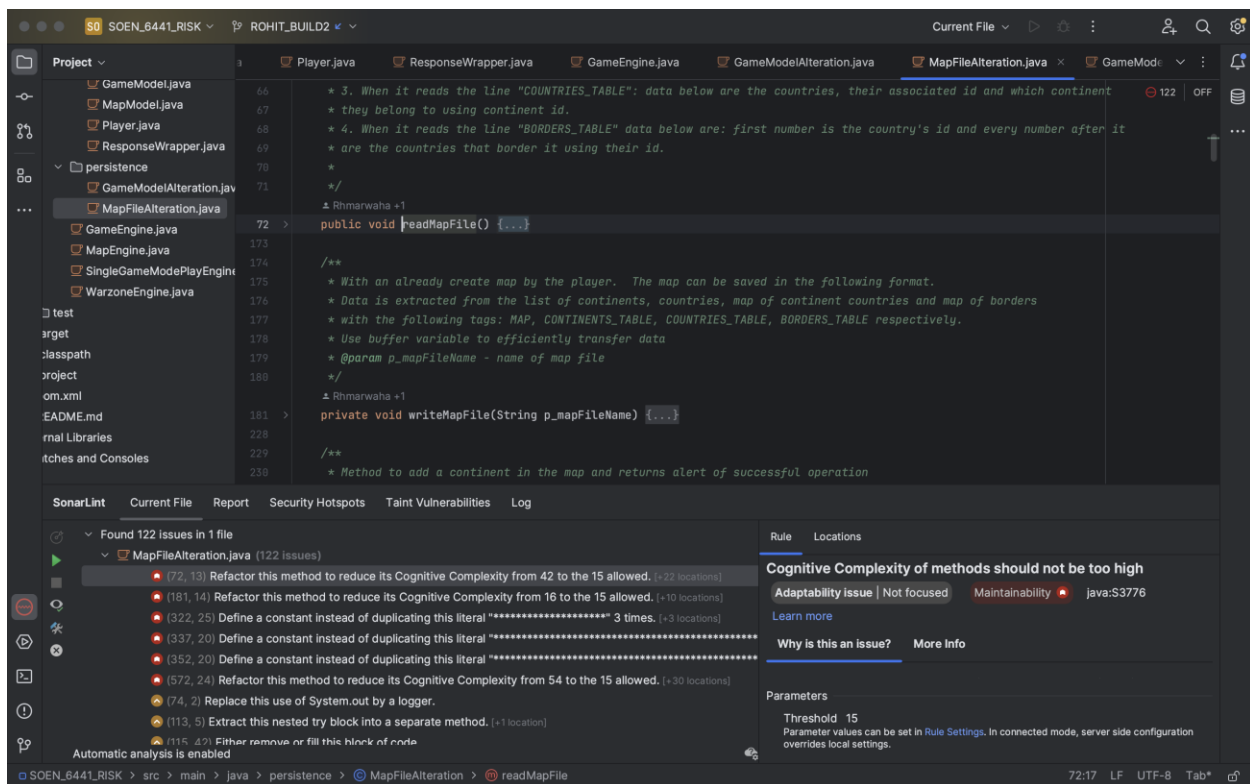 SO SOEN_6441_RISK ROHIT_BUILD2 Current File
Project
Player.java ResponseWrapper.java GameEngine.java GameModelAlteration.java MapFileAlteration.java GameMode
GameModel.java
MapModel.java
Player.java
ResponseWrapper.java
persistence
GameModelAlteration.jav
MapFileAlteration.java
GameEngine.java
MapEngine.java
SingleGameModePlayEngine
WarzoneEngine.java
test
arget
classpath
project
om.xml
EADME.md
rnal Libraries
tches and Consoles
122 OFF
66 * 3. When it reads the line "COUNTRIES_TABLE": data below are the countries, their associated id and which continent
67 * they belong to using continent id.
68 * 4. When it reads the line "BORDERS_TABLE" data below are: first number is the country's id and every number after it
69 * are the countries that border it using their id.
70 *
71 */
Rhmarwaha +1
72 public void readMapFile() {...}
173
174 /**
175 * With an already create map by the player. The map can be saved in the following format.
176 * Data is extracted from the list of continents, countries, map of continent countries and map of borders
177 * with the following tags: MAP, CONTINENTS_TABLE, COUNTRIES_TABLE, BORDERS_TABLE respectively.
178 * Use buffer variable to efficiently transfer data
179 * @param p_mapFileName - name of map file
180 */
Rhmarwaha +1
181 private void writeMapFile(String p_mapFileName) {...}
228
229 /**
230 * Method to add a continent in the map and returns alert of successful operation
SonarLint Current File Report Security Hotspots Taint Vulnerabilities Log
Found 122 issues in 1 file
MapFileAlteration.java (122 issues)
(72, 13) Refactor this method to reduce its Cognitive Complexity from 42 to the 15 allowed. [+22 locations]
(181, 14) Refactor this method to reduce its Cognitive Complexity from 16 to the 15 allowed. [+10 locations]
(322, 25) Define a constant instead of duplicating this literal "*********************" 3 times. [+3 locations]
(337, 20) Define a constant instead of duplicating this literal "*******************************************************
(352, 20) Define a constant instead of duplicating this literal "*******************************************************
(572, 24) Refactor this method to reduce its Cognitive Complexity from 54 to the 15 allowed. [+30 locations]
(74, 2) Replace this use of System.out by a logger.
(113, 5) Extract this nested try block into a separate method. [+1 location]
(115, 42) Either remove or fill this block of code.
Automatic analysis is enabled
Rule Locations
Cognitive Complexity of methods should not be too high
Adaptability issue | Not focused Maintainability java:S3776
Learn more
Why is this an issue? More Info
Parameters
Threshold 15
Parameter values can be set in Rule Settings. In connected mode, server side configuration
overrides local settings.
SOEN_6441_RISK > src > main > java > persistence > MapFileAlteration > readMapFile 72:17 LF UTF-8 Tab*